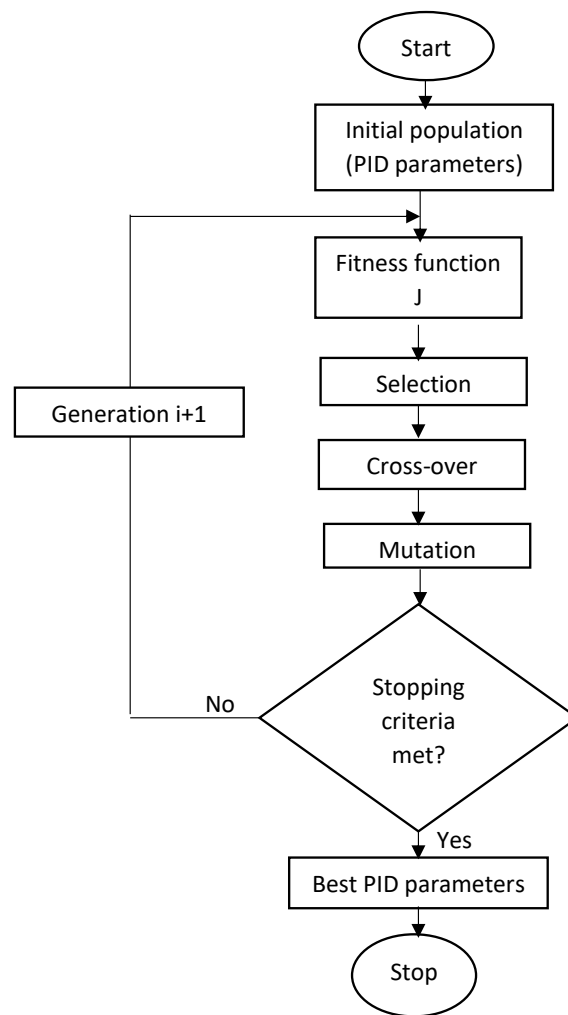 Start
Initial population
(PID parameters)
Fitness function
J
Selection
Generation i+1
Cross-over
Mutation
Stopping
criteria
met?
No
Yes
Best PID parameters
Stop